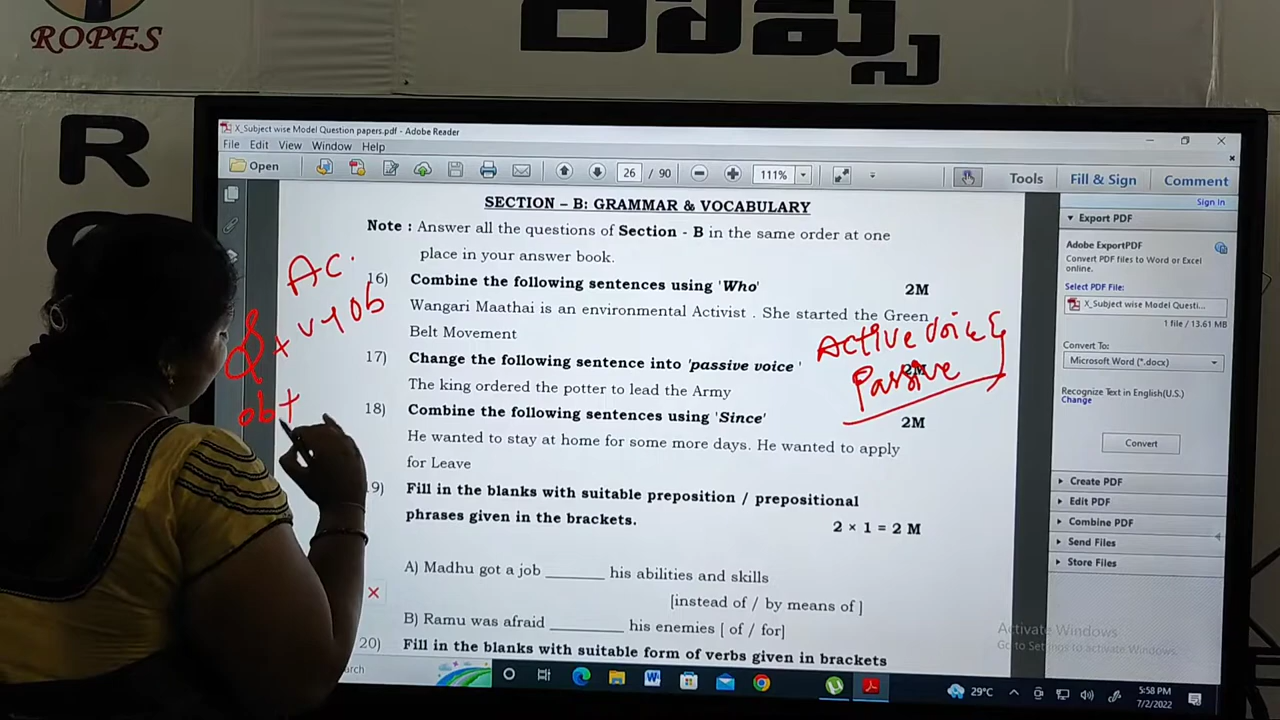 ROPES
రాప్స్
R
X_Subject wise Model Question papers.pdf - Adobe Reader
File Edit View Window Help
Open 26 / 90 111% Tools Fill & Sign Comment
Sign In
SECTION – B: GRAMMAR & VOCABULARY
Note : Answer all the questions of Section - B in the same order at one
place in your answer book.
16) Combine the following sentences using 'Who' 2M
Wangari Maathai is an environmental Activist . She started the Green
Belt Movement
17) Change the following sentence into 'passive voice ' 2M
The king ordered the potter to lead the Army
18) Combine the following sentences using 'Since' 2M
He wanted to stay at home for some more days. He wanted to apply
for Leave
19) Fill in the blanks with suitable preposition / prepositional
phrases given in the brackets. 2 × 1 = 2 M
A) Madhu got a job ______ his abilities and skills
[instead of / by means of ]
B) Ramu was afraid ________ his enemies [ of / for]
20) Fill in the blanks with suitable form of verbs given in brackets
AC.
+ v + ob
ob +
Active Voice
Passive
Export PDF
Adobe ExportPDF
Convert PDF files to Word or Excel
online.
Select PDF File:
X_Subject wise Model Questi...
1 file / 13.61 MB
Convert To:
Microsoft Word (*.docx)
Recognize Text in English(U.S.)
Change
Convert
Create PDF
Edit PDF
Combine PDF
Send Files
Store Files
Activate Windows
Go to Settings to activate Windows.
arch
29°C
5:58 PM
7/2/2022